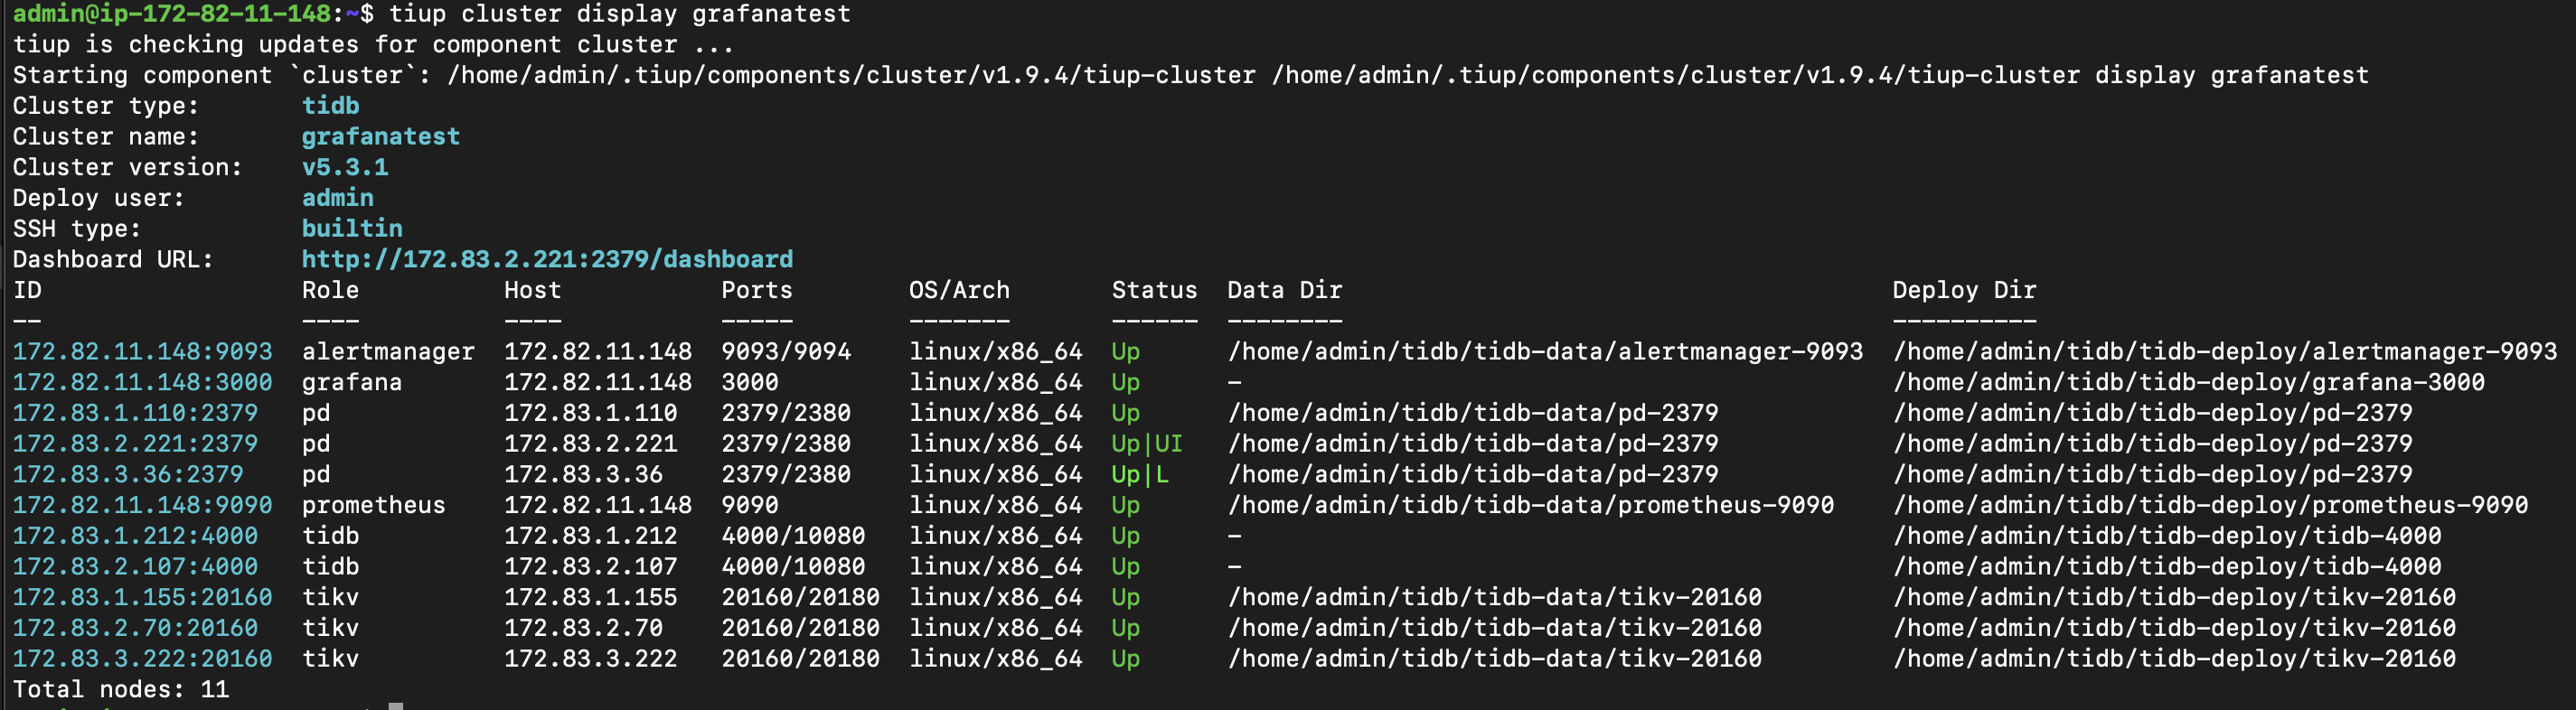 admin@ip-172-82-11-148:~$ tiup cluster display grafanatest
tiup is checking updates for component cluster ...
Starting component `cluster`: /home/admin/.tiup/components/cluster/v1.9.4/tiup-cluster /home/admin/.tiup/components/cluster/v1.9.4/tiup-cluster display grafanatest
Cluster type:       tidb
Cluster name:       grafanatest
Cluster version:    v5.3.1
Deploy user:        admin
SSH type:           builtin
Dashboard URL:      http://172.83.2.221:2379/dashboard
ID                  Role          Host           Ports        OS/Arch       Status  Data Dir                                      Deploy Dir
--                  ----          ----           -----        -------       ------  --------                                      ----------
172.82.11.148:9093  alertmanager  172.82.11.148  9093/9094    linux/x86_64  Up      /home/admin/tidb/tidb-data/alertmanager-9093  /home/admin/tidb/tidb-deploy/alertmanager-9093
172.82.11.148:3000  grafana       172.82.11.148  3000         linux/x86_64  Up      -                                             /home/admin/tidb/tidb-deploy/grafana-3000
172.83.1.110:2379   pd            172.83.1.110   2379/2380    linux/x86_64  Up      /home/admin/tidb/tidb-data/pd-2379            /home/admin/tidb/tidb-deploy/pd-2379
172.83.2.221:2379   pd            172.83.2.221   2379/2380    linux/x86_64  Up|UI   /home/admin/tidb/tidb-data/pd-2379            /home/admin/tidb/tidb-deploy/pd-2379
172.83.3.36:2379    pd            172.83.3.36    2379/2380    linux/x86_64  Up|L    /home/admin/tidb/tidb-data/pd-2379            /home/admin/tidb/tidb-deploy/pd-2379
172.82.11.148:9090  prometheus    172.82.11.148  9090         linux/x86_64  Up      /home/admin/tidb/tidb-data/prometheus-9090    /home/admin/tidb/tidb-deploy/prometheus-9090
172.83.1.212:4000   tidb          172.83.1.212   4000/10080   linux/x86_64  Up      -                                             /home/admin/tidb/tidb-deploy/tidb-4000
172.83.2.107:4000   tidb          172.83.2.107   4000/10080   linux/x86_64  Up      -                                             /home/admin/tidb/tidb-deploy/tidb-4000
172.83.1.155:20160  tikv          172.83.1.155   20160/20180  linux/x86_64  Up      /home/admin/tidb/tidb-data/tikv-20160         /home/admin/tidb/tidb-deploy/tikv-20160
172.83.2.70:20160   tikv          172.83.2.70    20160/20180  linux/x86_64  Up      /home/admin/tidb/tidb-data/tikv-20160         /home/admin/tidb/tidb-deploy/tikv-20160
172.83.3.222:20160  tikv          172.83.3.222   20160/20180  linux/x86_64  Up      /home/admin/tidb/tidb-data/tikv-20160         /home/admin/tidb/tidb-deploy/tikv-20160
Total nodes: 11